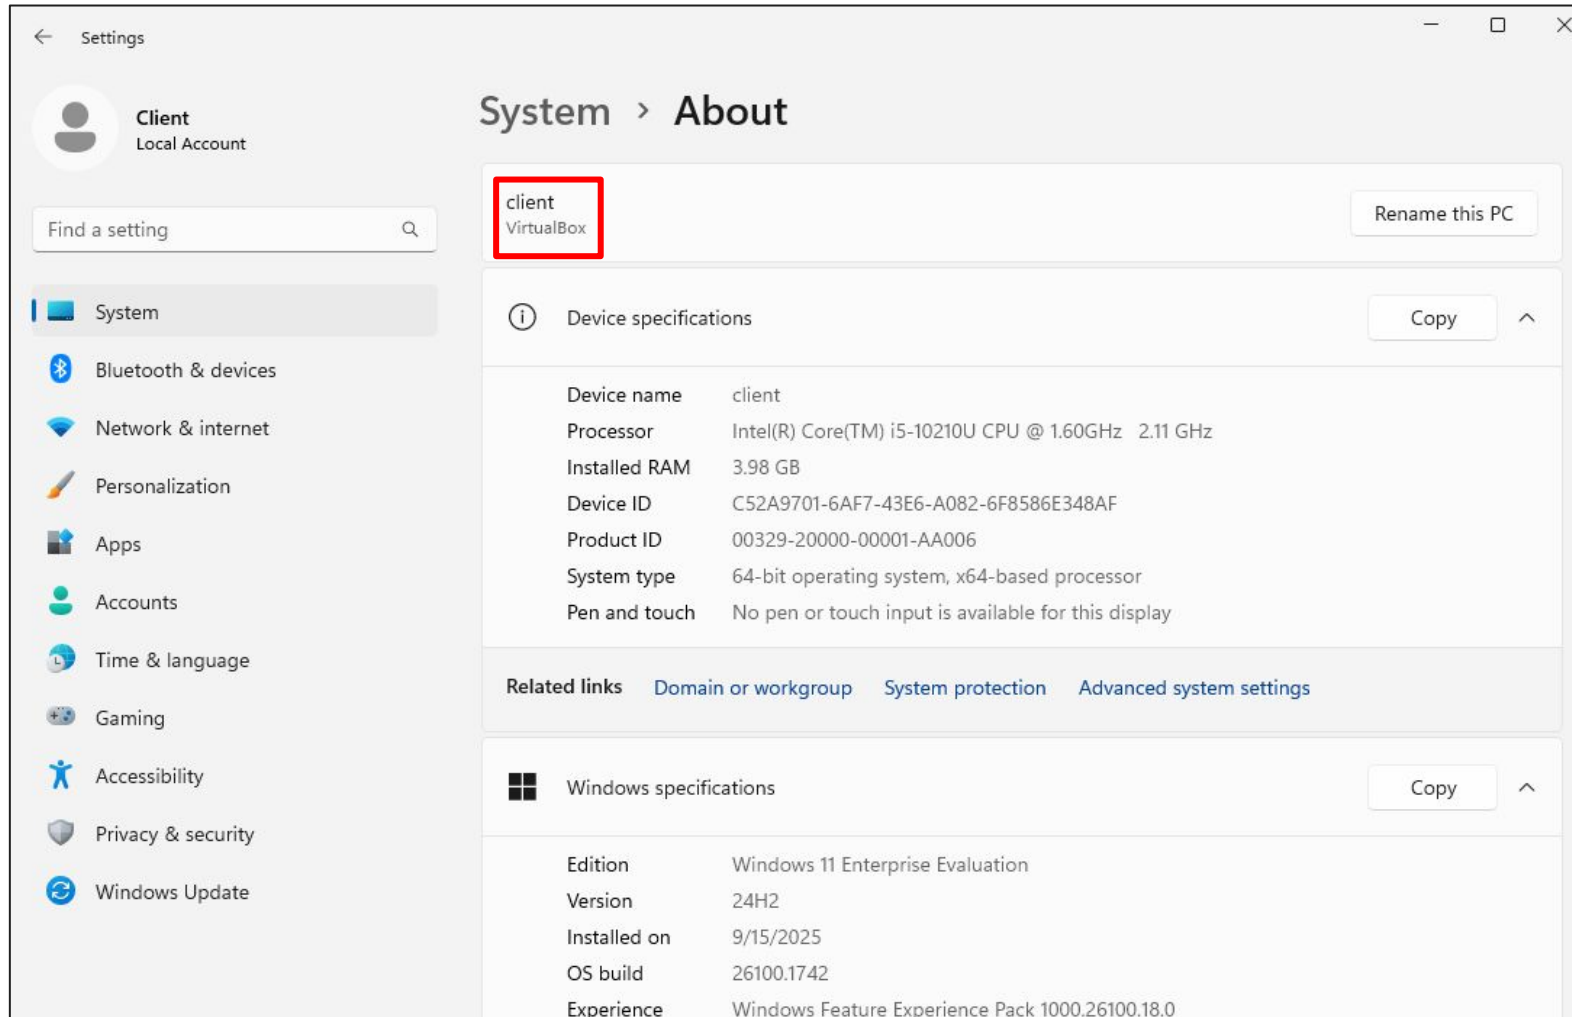 Settings
Client
Local Account
Find a setting
System
Bluetooth & devices
Network & internet
Personalization
Apps
Accounts
Time & language
Gaming
Accessibility
Privacy & security
Windows Update
System > About
client
VirtualBox
Rename this PC
Device specifications
Copy
Device name client
Processor Intel(R) Core(TM) i5-10210U CPU @ 1.60GHz 2.11 GHz
Installed RAM 3.98 GB
Device ID C52A9701-6AF7-43E6-A082-6F8586E348AF
Product ID 00329-20000-00001-AA006
System type 64-bit operating system, x64-based processor
Pen and touch No pen or touch input is available for this display
Related links Domain or workgroup System protection Advanced system settings
Windows specifications
Copy
Edition Windows 11 Enterprise Evaluation
Version 24H2
Installed on 9/15/2025
OS build 26100.1742
Experience Windows Feature Experience Pack 1000.26100.18.0